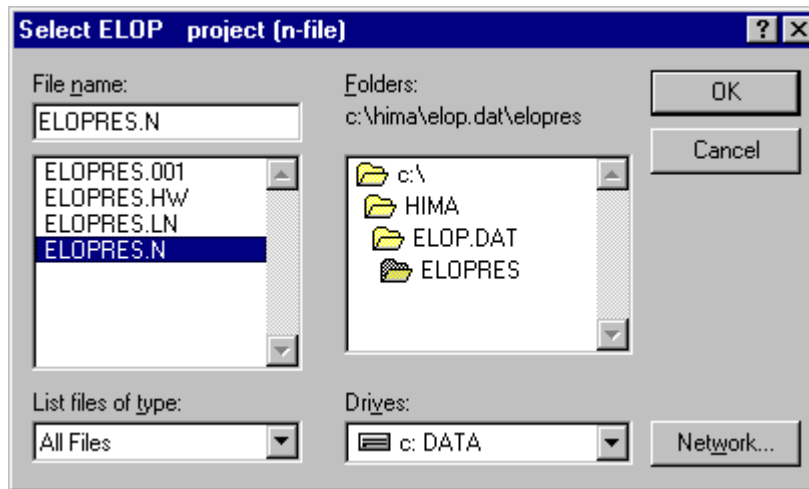 Select ELOP project (n-file)
File name:
ELOPRES.N
ELOPRES.001
ELOPRES.HW
ELOPRES.LN
ELOPRES.N
List files of type:
All Files
Folders:
c:\hima\elop.dat\elopres
c:\
HIMA
ELOP.DAT
ELOPRES
Drives:
c: DATA
OK
Cancel
Network...